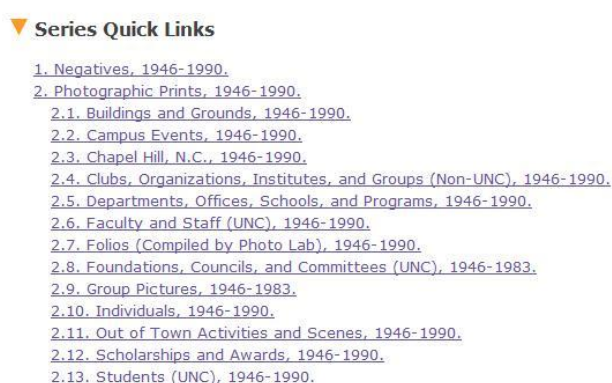 Series Quick Links
1. Negatives, 1946-1990.
2. Photographic Prints, 1946-1990.
2.1. Buildings and Grounds, 1946-1990.
2.2. Campus Events, 1946-1990.
2.3. Chapel Hill, N.C., 1946-1990.
2.4. Clubs, Organizations, Institutes, and Groups (Non-UNC), 1946-1990.
2.5. Departments, Offices, Schools, and Programs, 1946-1990.
2.6. Faculty and Staff (UNC), 1946-1990.
2.7. Folios (Compiled by Photo Lab), 1946-1990.
2.8. Foundations, Councils, and Committees (UNC), 1946-1983.
2.9. Group Pictures, 1946-1983.
2.10. Individuals, 1946-1990.
2.11. Out of Town Activities and Scenes, 1946-1990.
2.12. Scholarships and Awards, 1946-1990.
2.13. Students (UNC), 1946-1990.